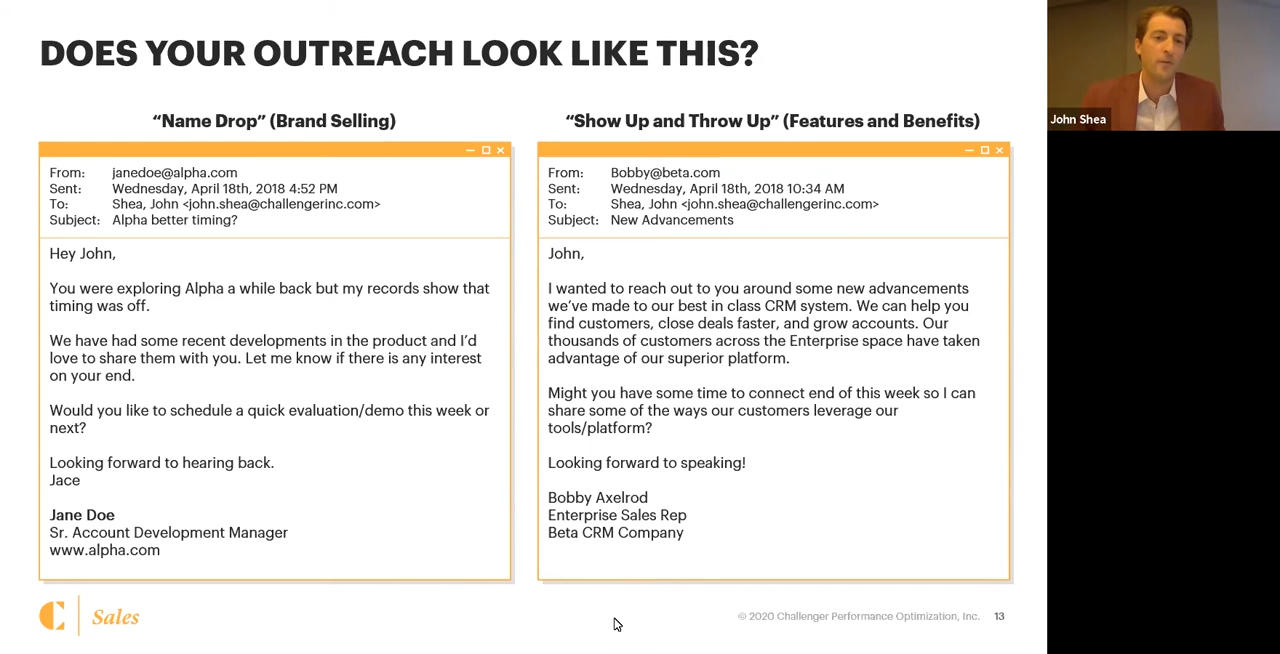 DOES YOUR OUTREACH LOOK LIKE THIS?
“Name Drop” (Brand Selling)
From: janedoe@alpha.com
Sent: Wednesday, April 18th, 2018 4:52 PM
To: Shea, John <john.shea@challengerinc.com>
Subject: Alpha better timing?
Hey John,
You were exploring Alpha a while back but my records show that
timing was off.
We have had some recent developments in the product and I’d
love to share them with you. Let me know if there is any interest
on your end.
Would you like to schedule a quick evaluation/demo this week or
next?
Looking forward to hearing back.
Jace
Jane Doe
Sr. Account Development Manager
www.alpha.com
“Show Up and Throw Up” (Features and Benefits)
From: Bobby@beta.com
Sent: Wednesday, April 18th, 2018 10:34 AM
To: Shea, John <john.shea@challengerinc.com>
Subject: New Advancements
John,
I wanted to reach out to you around some new advancements
we’ve made to our best in class CRM system. We can help you
find customers, close deals faster, and grow accounts. Our
thousands of customers across the Enterprise space have taken
advantage of our superior platform.
Might you have some time to connect end of this week so I can
share some of the ways our customers leverage our
tools/platform?
Looking forward to speaking!
Bobby Axelrod
Enterprise Sales Rep
Beta CRM Company
Sales
© 2020 Challenger Performance Optimization, Inc. 13
John Shea